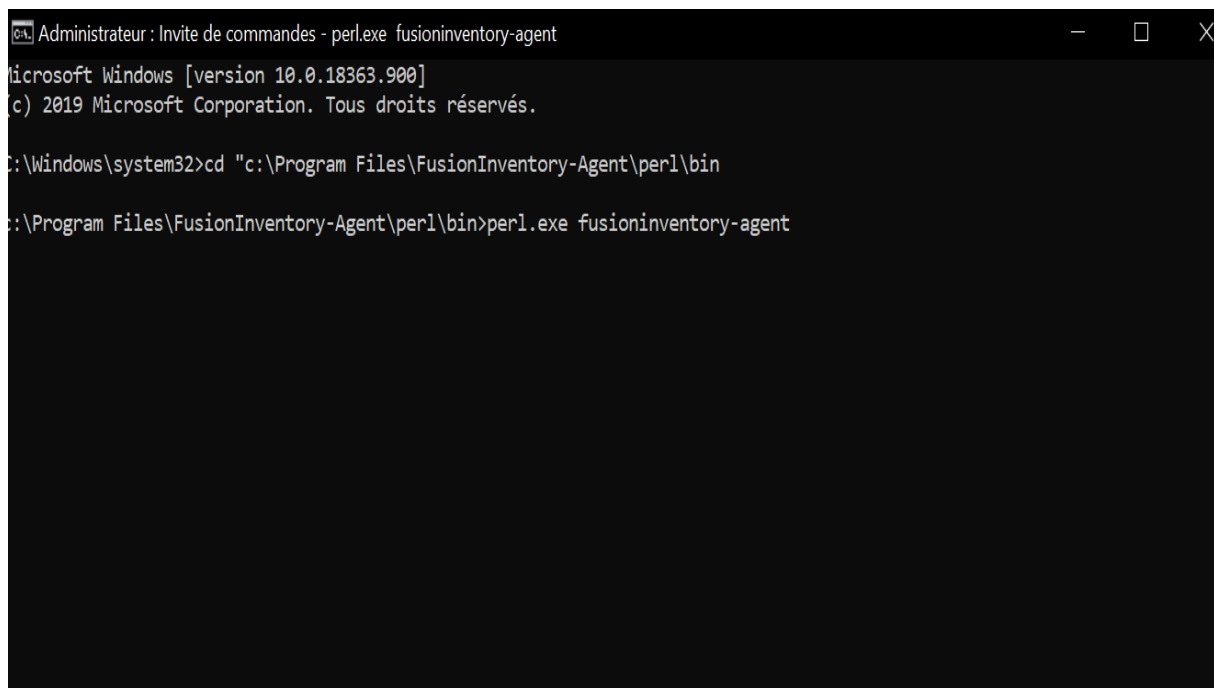 Administrateur : Invite de commandes - perl.exe fusioninventory-agent
Microsoft Windows [version 10.0.18363.900]
(c) 2019 Microsoft Corporation. Tous droits réservés.
C:\Windows\system32>cd "c:\Program Files\FusionInventory-Agent\perl\bin
c:\Program Files\FusionInventory-Agent\perl\bin>perl.exe fusioninventory-agent